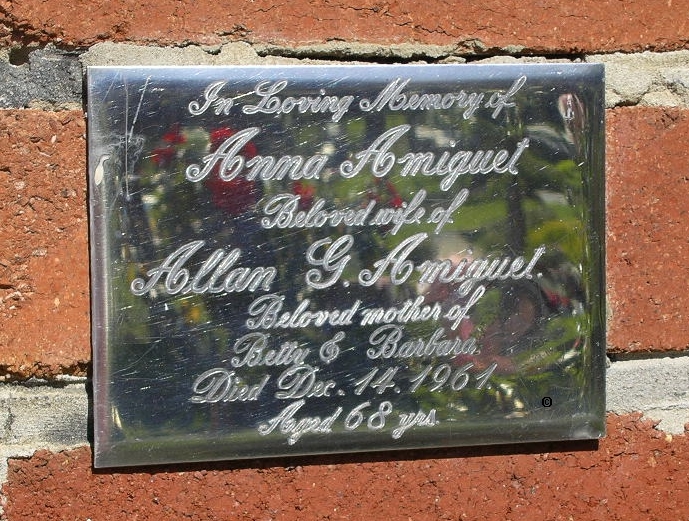 In Loving Memory of
Anna Amiguet
Beloved wife of
Allan G. Amiguet.
Beloved mother of
Betty & Barbara.
Died Dec. 14. 1961.
Aged 68 yrs.
©